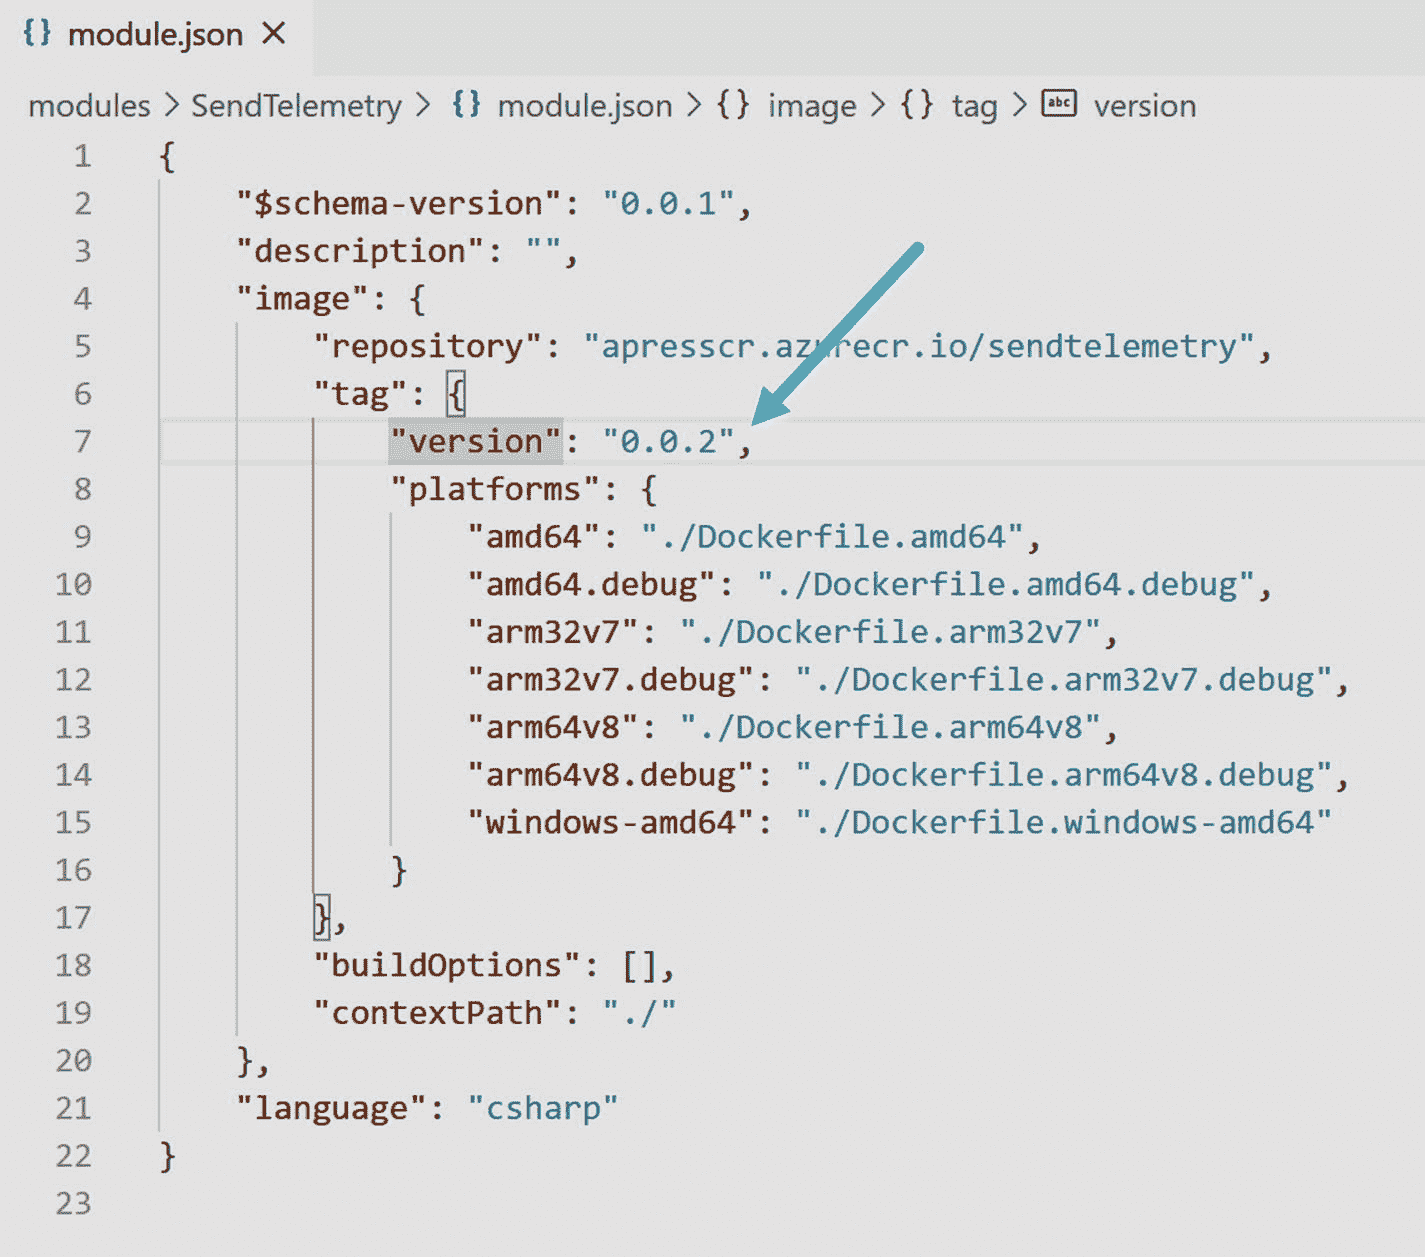 {} module.json ×
modules > SendTelemetry > {} module.json > {} image > {} tag > abc version
1 {
2 "$schema-version": "0.0.1",
3 "description": "",
4 "image": {
5 "repository": "apresscr.azurecr.io/sendtelemetry",
6 "tag": {
7 "version": "0.0.2",
8 "platforms": {
9 "amd64": "./Dockerfile.amd64",
10 "amd64.debug": "./Dockerfile.amd64.debug",
11 "arm32v7": "./Dockerfile.arm32v7",
12 "arm32v7.debug": "./Dockerfile.arm32v7.debug",
13 "arm64v8": "./Dockerfile.arm64v8",
14 "arm64v8.debug": "./Dockerfile.arm64v8.debug",
15 "windows-amd64": "./Dockerfile.windows-amd64"
16 }
17 },
18 "buildOptions": [],
19 "contextPath": "./"
20 },
21 "language": "csharp"
22 }
23